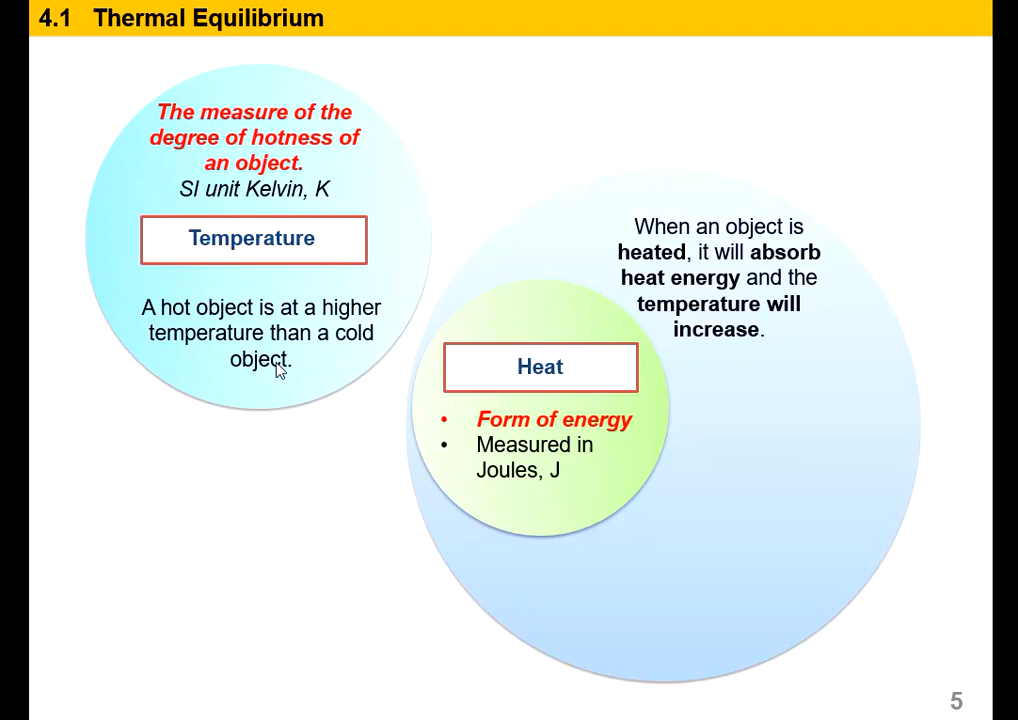 4.1 Thermal Equilibrium
The measure of the
degree of hotness of
an object.
SI unit Kelvin, K
Temperature
A hot object is at a higher
temperature than a cold
object.
When an object is
heated, it will absorb
heat energy and the
temperature will
increase.
Heat
• Form of energy
• Measured in
Joules, J
5